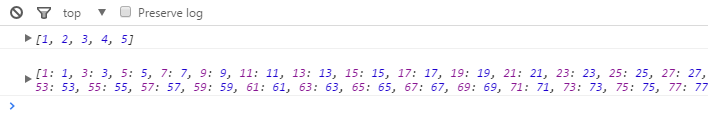 top Preserve log
[1, 2, 3, 4, 5]
[1: 1, 3: 3, 5: 5, 7: 7, 9: 9, 11: 11, 13: 13, 15: 15, 17: 17, 19: 19, 21: 21, 23: 23, 25: 25, 27: 27,
53: 53, 55: 55, 57: 57, 59: 59, 61: 61, 63: 63, 65: 65, 67: 67, 69: 69, 71: 71, 73: 73, 75: 75, 77: 77